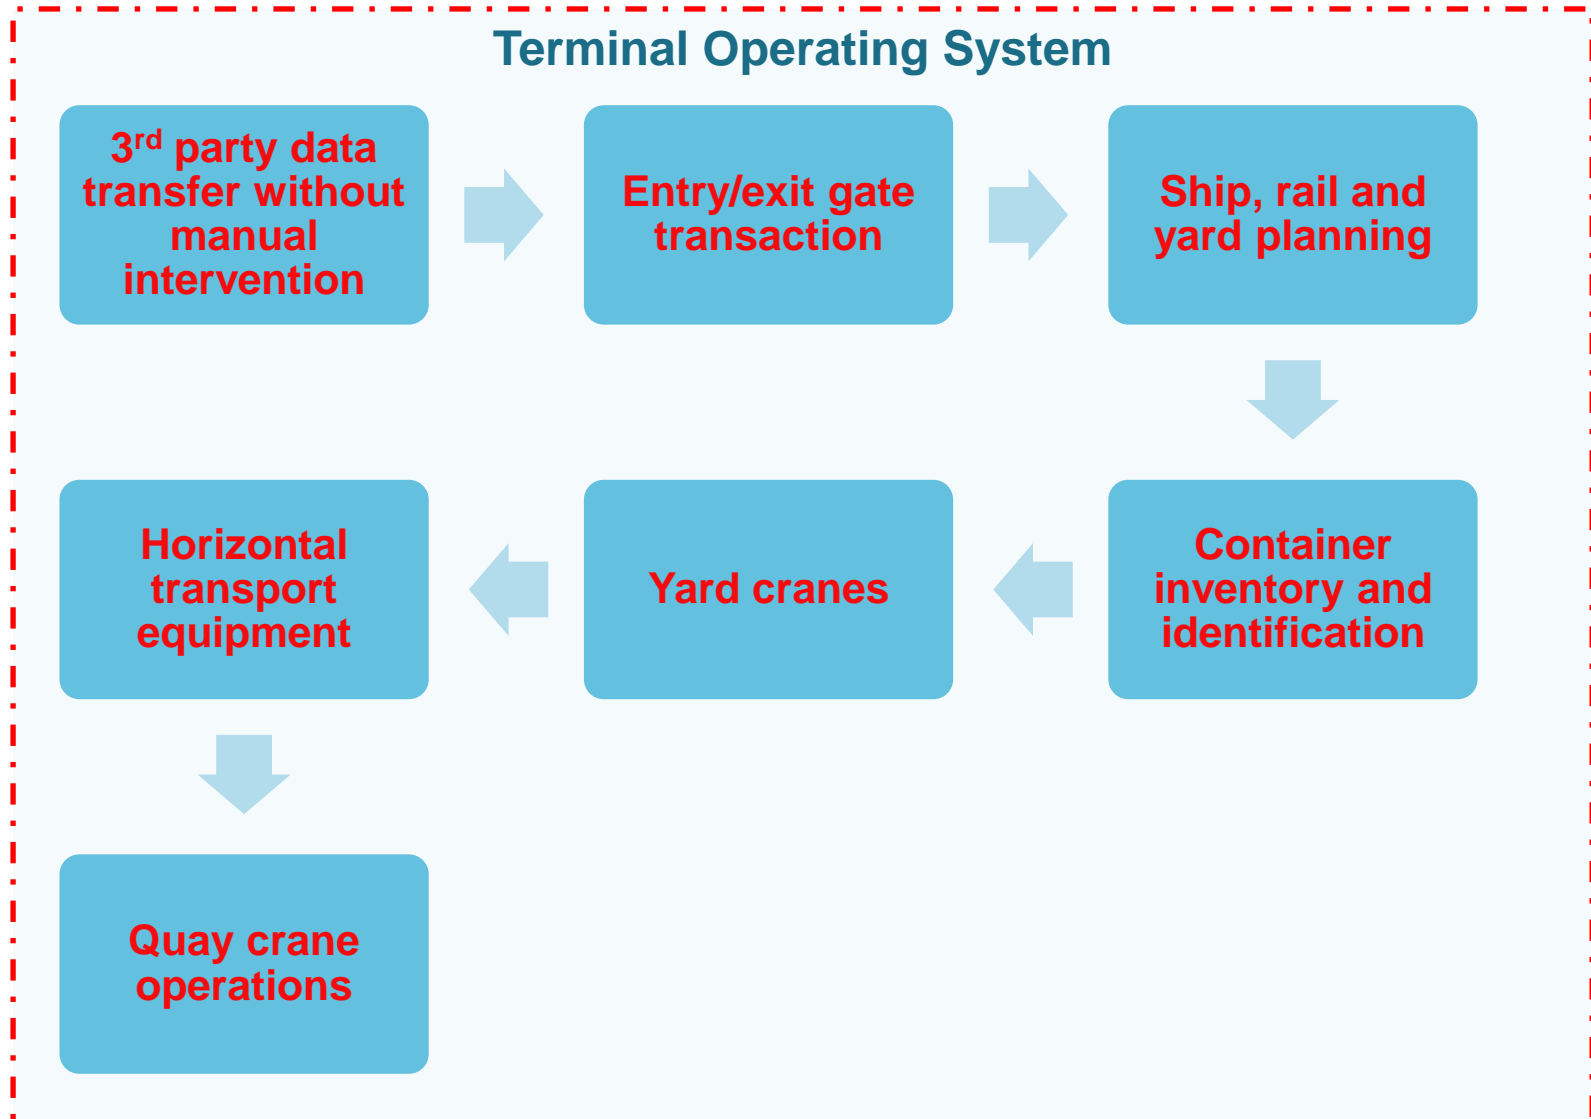 Terminal Operating System
3rd party data
transfer without
manual
intervention
Entry/exit gate
transaction
Ship, rail and
yard planning
Horizontal
transport
equipment
Yard cranes
Container
inventory and
identification
Quay crane
operations